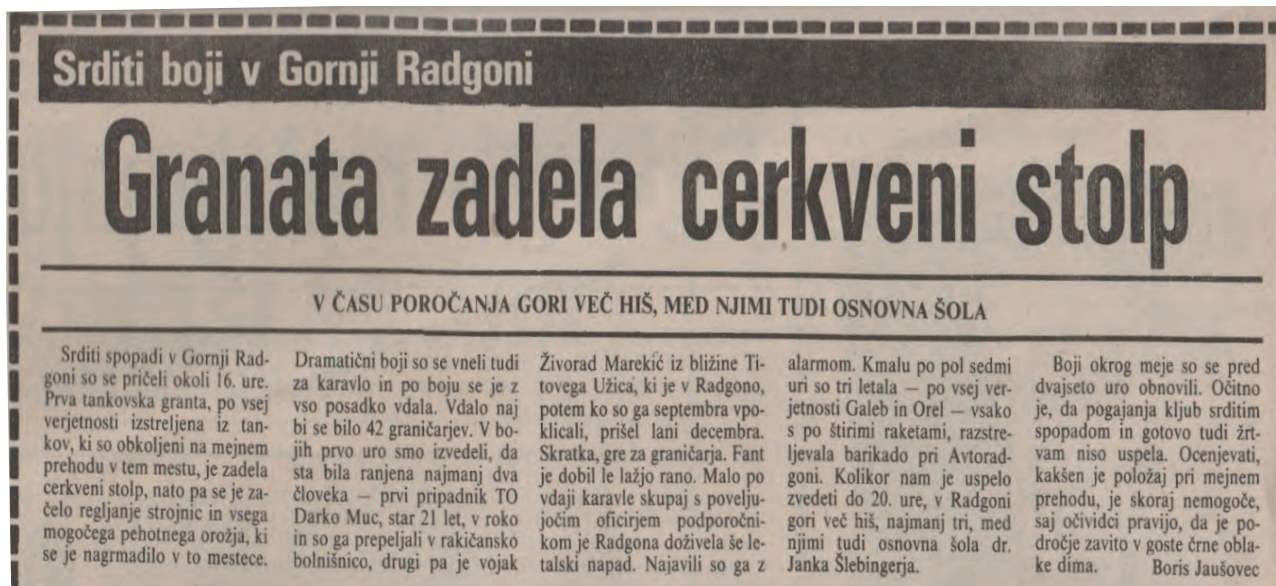 Srditi boji v Gornji Radgoni
Granata zadela cerkveni stolp
V ČASU POROČANJA GORI VEČ HIŠ, MED NJIMI TUDI OSNOVNA ŠOLA
Srditi spopadi v Gornji Rad-
goni so se pričeli okoli 16. ure.
Prva tankovska granta, po vsej
verjetnosti izstreljena iz tan-
kov, ki so obkoljeni na mejnem
prehodu v tem mestu, je zadela
cerkveni stolp, nato pa se je za-
čelo regljanje strojnic in vsega
mogočega pehotnega orožja, ki
se je nagrmadilo v to mestece.
Dramatični boji so se vneli tudi
za karavlo in po boju se je z
vso posadko vdala. Vdalo naj
bi se bilo 42 graničarjev. V bo-
jih prvo uro smo izvedeli, da
sta bila ranjena najmanj dva
človeka — prvi pripadnik TO
Darko Muc, star 21 let, v roko
in so ga prepeljali v rakičansko
bolnišnico, drugi pa je vojak
Živorad Marekić iz bližine Ti-
tovega Užica, ki je v Radgono,
potem ko so ga septembra vpo-
klicali, prišel lani decembra.
Skratka, gre za graničarja. Fant
je dobil le lažjo rano. Malo po
vdaji karavle skupaj s povelju-
jočim oficirjem podporočni-
kom je Radgona doživela še le-
talski napad. Najavili so ga z
alarmom. Kmalu po pol sedmi
uri so tri letala — po vsej ver-
jetnosti Galeb in Orel — vsako
s po štirimi raketami, razstre-
ljevala barikado pri Avtorad-
goni. Kolikor nam je uspelo
zvedeti do 20. ure, v Radgoni
gori več hiš, najmanj tri, med
njimi tudi osnovna šola dr.
Janka Šlebingerja.
Boji okrog meje so se pred
dvajseto uro obnovili. Očitno
je, da pogajanja kljub srditim
spopadom in gotovo tudi žrt-
vam niso uspela. Ocenjevati,
kakšen je položaj pri mejnem
prehodu, je skoraj nemogoče,
saj očividci pravijo, da je po-
dročje zavito v goste črne obla-
ke dima. Boris Jaušovec